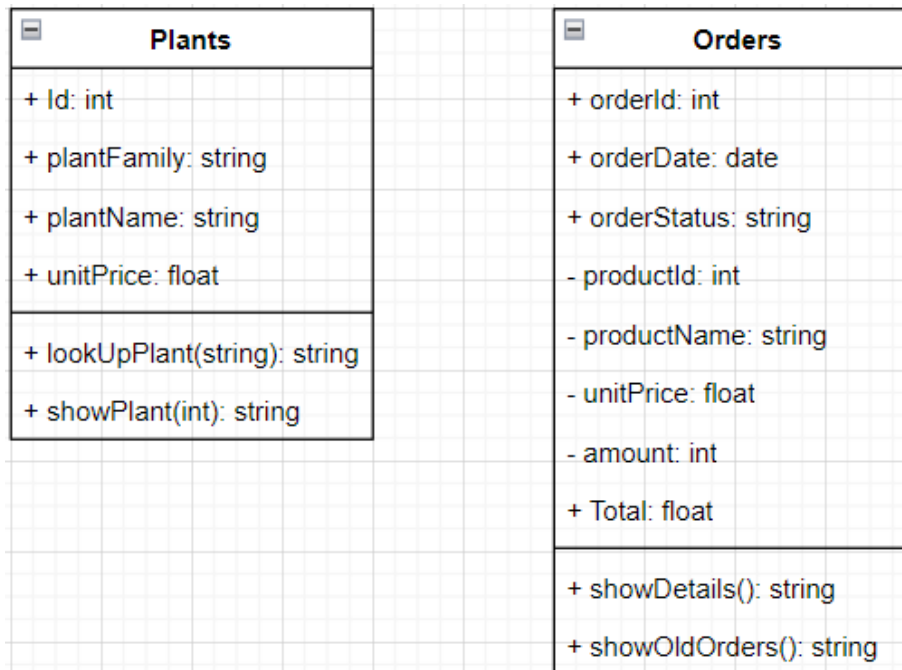 Plants
+ Id: int
+ plantFamily: string
+ plantName: string
+ unitPrice: float
+ lookUpPlant(string): string
+ showPlant(int): string
Orders
+ orderId: int
+ orderDate: date
+ orderStatus: string
- productId: int
- productName: string
- unitPrice: float
- amount: int
+ Total: float
+ showDetails(): string
+ showOldOrders(): string